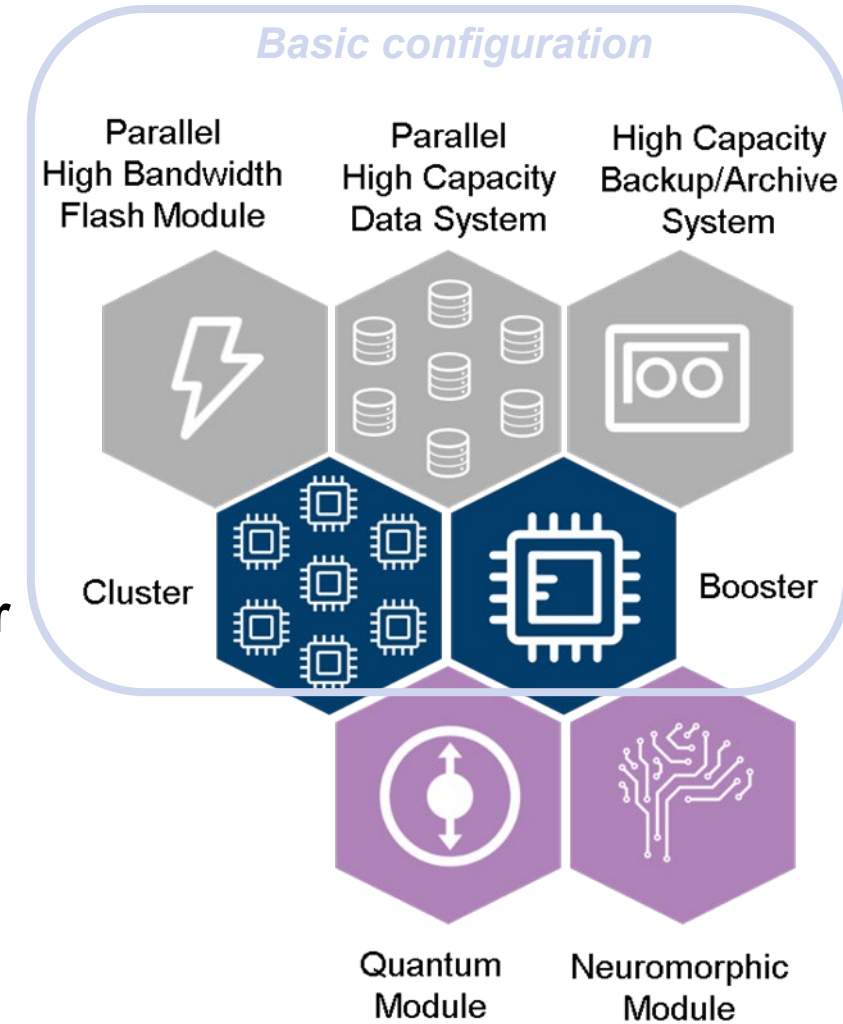 Basic configuration
Parallel
High Bandwidth
Flash Module
Parallel
High Capacity
Data System
High Capacity
Backup/Archive
System
Cluster
Booster
r
Quantum
Module
Neuromorphic
Module